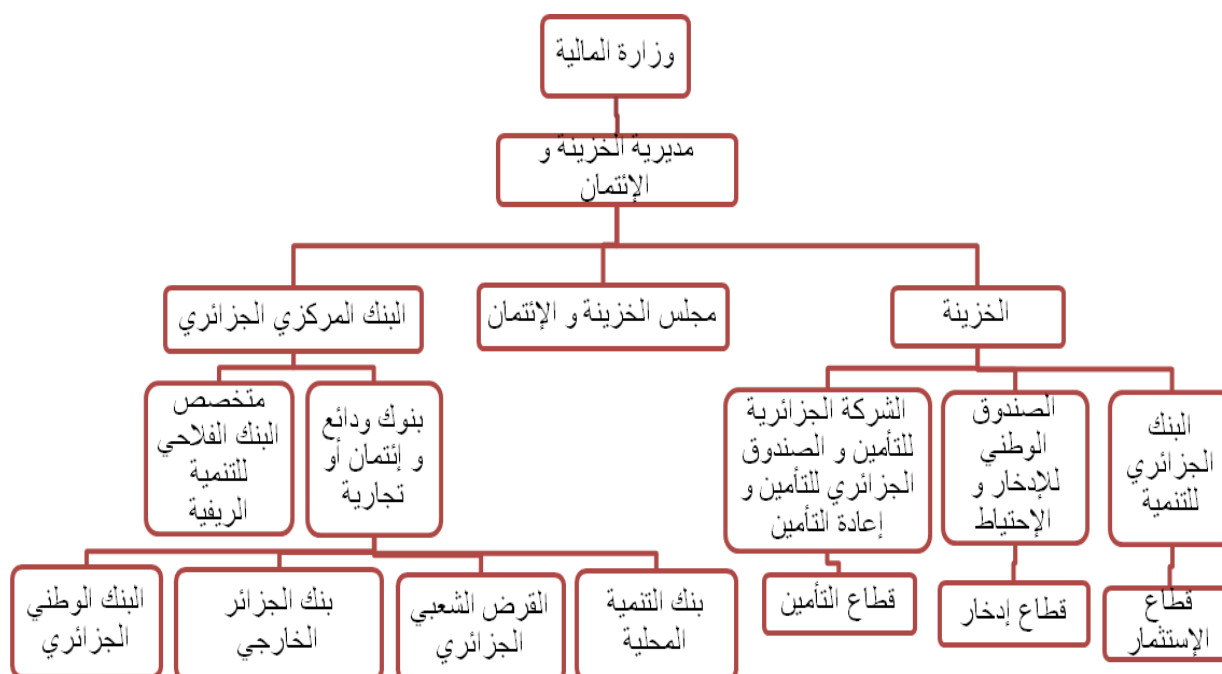 وزارة المالية
مديرية الخزينة و
الإئتمان
الخزينة
مجلس الخزينة و الإئتمان
البنك المركزي الجزائري
البنك
الجزائري
للتنمية
الصندوق
الوطني
للإدخار و
الإحتياط
الشركة الجزائرية
للتأمين و الصندوق
الجزائري للتأمين و
إعادة التأمين
بنوك ودائع
و إئتمان أو
تجارية
متخصص
البنك الفلاحي
للتنمية
الريفية
قطاع
الإستثمار
قطاع إدخار
قطاع التأمين
بنك التنمية
المحلية
القرض الشعبي
الجزائري
بنك الجزائر
الخارجي
البنك الوطني
الجزائري